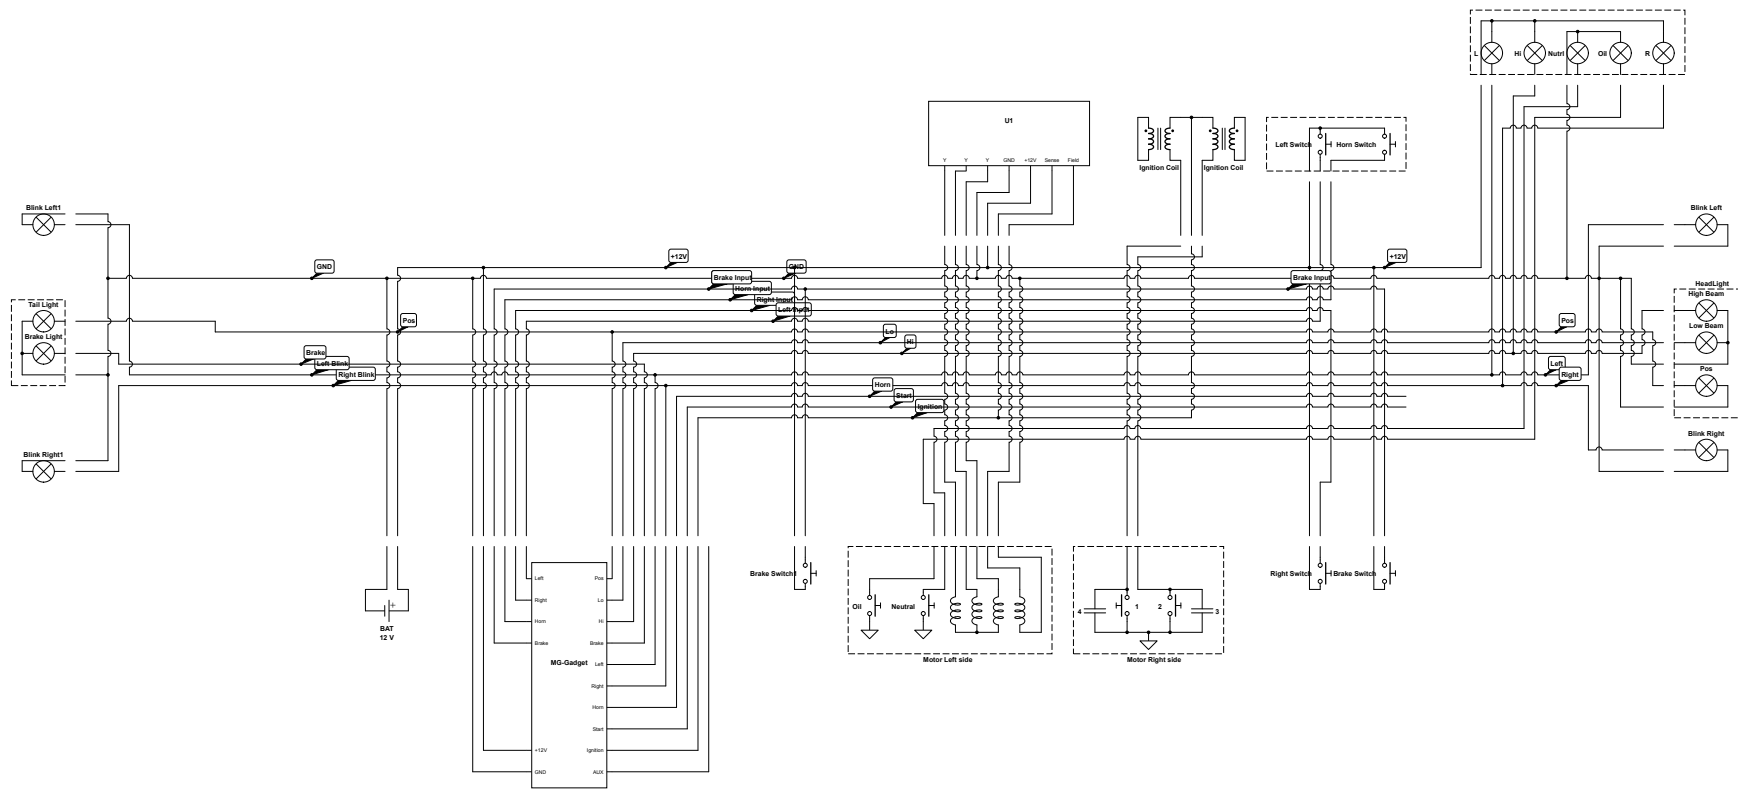 L
Hi
Nutrl
Oil
R
U1
Y
Y
Y
GND
+12V
Sense
Field
Ignition Coil
Ignition Coil
Left Switch
Horn Switch
Blink Left1
Blink Left
GND
+12V
GND
+12V
Brake Input
Brake Input
Horn Input
Right Input
Left Input
HeadLight
High Beam
Tail Light
Pos
Pos
Low Beam
Brake Light
Lo
Hi
Brake
Left Blink
Right Blink
Left
Right
Pos
Horn
Start
Ignition
Blink Right1
Blink Right
Brake Switch1
Right Switch
Brake Switch
Left
Right
Horn
Brake
MG-Gadget
+12V
GND
Pos
Lo
Hi
Brake
Left
Right
Horn
Start
Ignition
AUX
BAT
12 V
+
Oil
Neutral
Motor Left side
4
1
2
3
Motor Right side